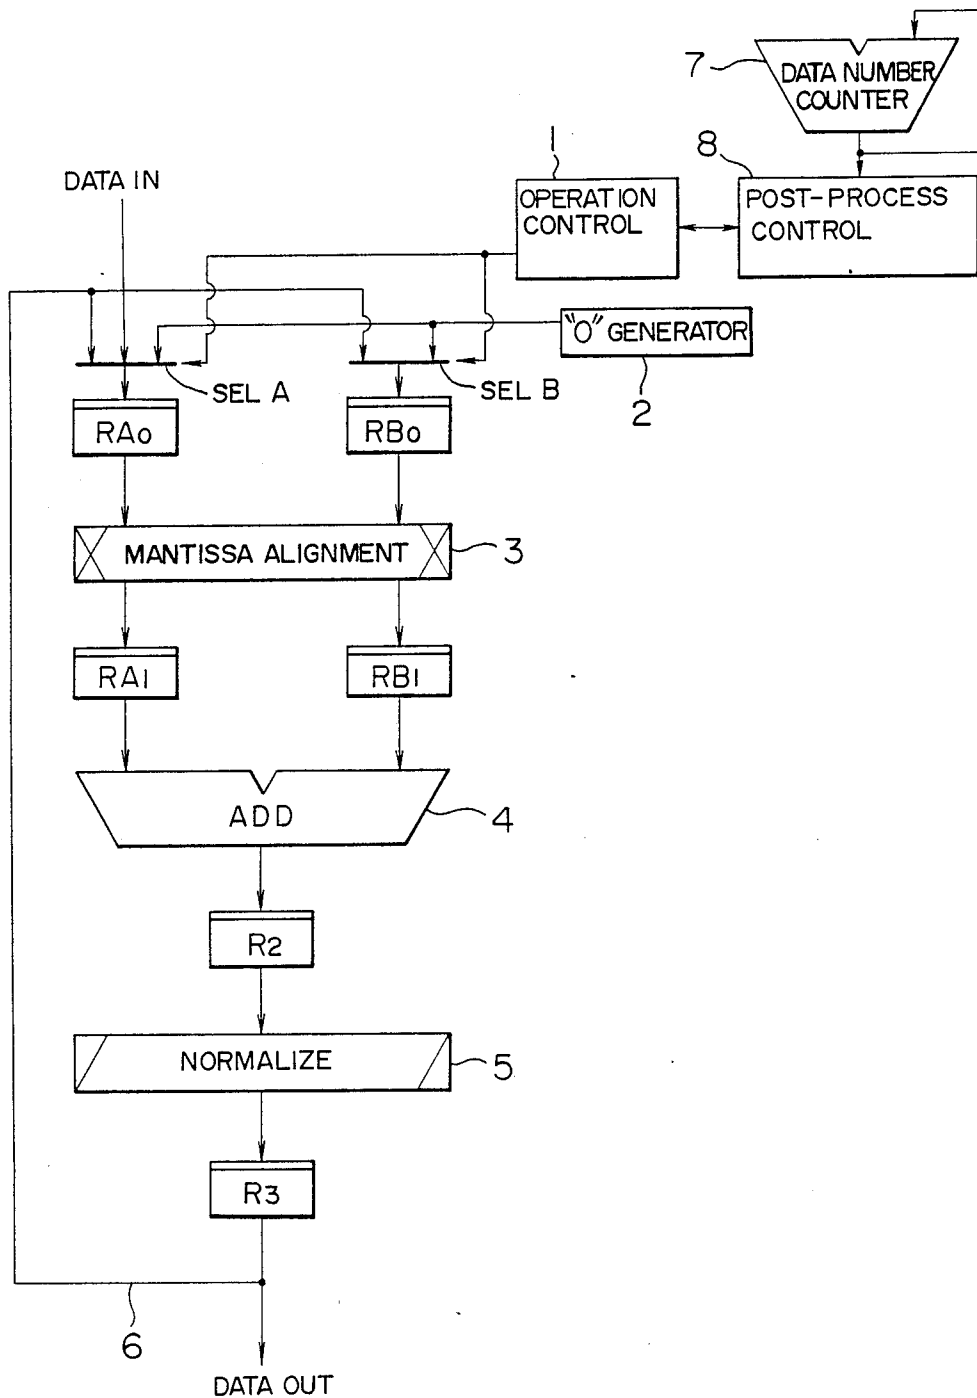 7
DATA NUMBER
COUNTER
1
8
DATA IN
OPERATION
CONTROL
POST-PROCESS
CONTROL
"O" GENERATOR
SEL A
SEL B
2
RA0
RB0
MANTISSA ALIGNMENT
3
RA1
RB1
ADD
4
R2
NORMALIZE
5
R3
6
DATA OUT